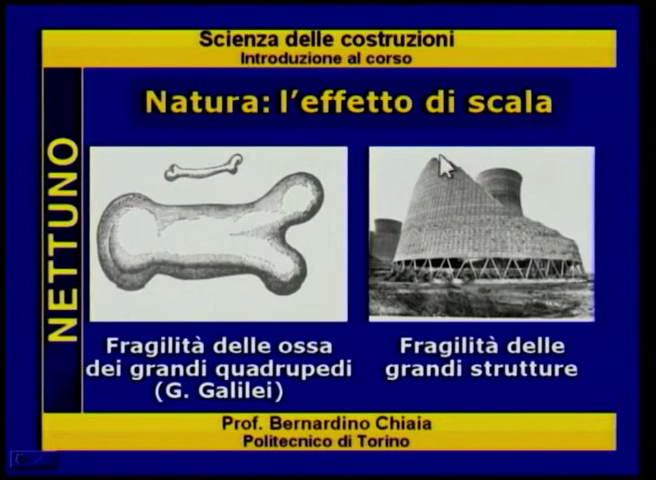 Scienza delle costruzioni
Introduzione al corso
Natura: l'effetto di scala
NETTUNO
Fragilità delle ossa
dei grandi quadrupedi
(G. Galilei)
Fragilità delle
grandi strutture
Prof. Bernardino Chiaia
Politecnico di Torino